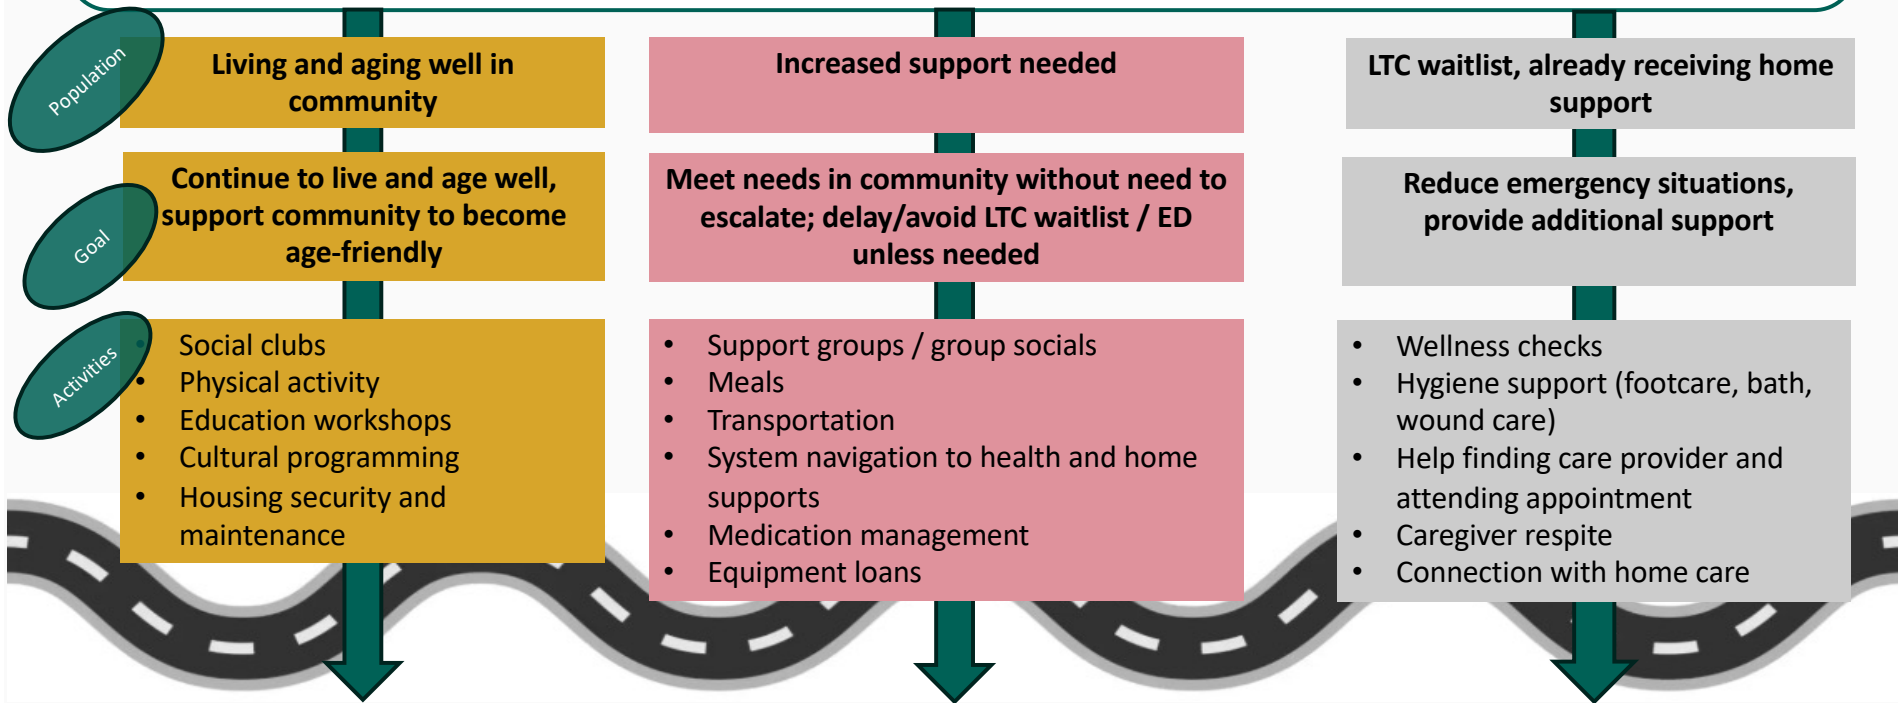 Population
Living and aging well in
community
Increased support needed
LTC waitlist, already receiving home
support
Goal
Continue to live and age well,
support community to become
age-friendly
Meet needs in community without need to
escalate; delay/avoid LTC waitlist / ED
unless needed
Reduce emergency situations,
provide additional support
Activities
• Social clubs
• Physical activity
• Education workshops
• Cultural programming
• Housing security and
maintenance
• Support groups / group socials
• Meals
• Transportation
• System navigation to health and home
supports
• Medication management
• Equipment loans
• Wellness checks
• Hygiene support (footcare, bath,
wound care)
• Help finding care provider and
attending appointment
• Caregiver respite
• Connection with home care